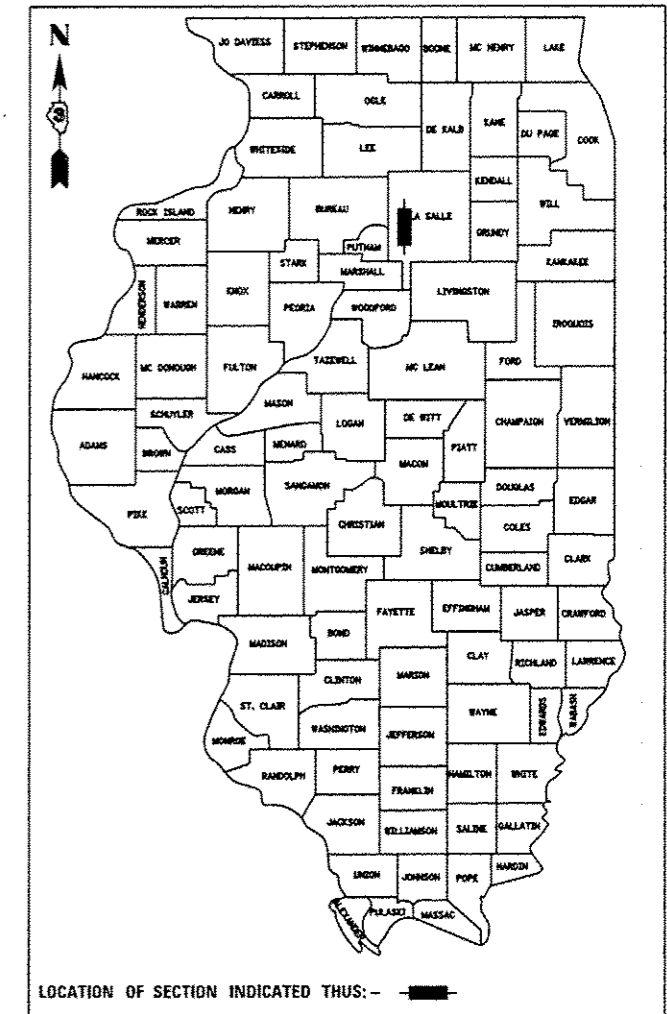 N
JO DAVIESS STEPHENSON WINNEBAGO BOONE MC HENRY LAKE
CARROLL OGLE DE KALB KANE DU PAGE COOK
WHITESIDE LEE
KENDALL
ROCK ISLAND HENRY BUREAU LA SALLE GRUNDY WILL
MERCER PUTNAM
STARK MARSHALL KANKAKEE
HENDERSON WARREN KNOX PEORIA WOODFORD LIVINGSTON IROQUOIS
HANCOCK MC DONOUGH FULTON TAZEWELL MC LEAN FORD
SCHUYLER MASON LOGAN DE WITT CHAMPAIGN VERMILION
ADAMS BROWN CASS MENARD MACON PIATT
PIKE SCOTT MORGAN SANGAMON MOULTRIE DOUGLAS EDGAR
CHRISTIAN COLES
CALHOUN GREENE MACOUPIN MONTGOMERY SHELBY CUMBERLAND CLARK
JERSEY FAYETTE EFFINGHAM JASPER CRAWFORD
MADISON BOND
CLINTON MARION CLAY RICHLAND LAWRENCE
ST. CLAIR WAYNE EDWARDS WABASH
MONROE WASHINGTON JEFFERSON
RANDOLPH PERRY HAMILTON WHITE
FRANKLIN
JACKSON WILLIAMSON SALINE GALLATIN
UNION JOHNSON POPE HARDIN
ALEXANDER PULASKI MASSAC
LOCATION OF SECTION INDICATED THUS:-